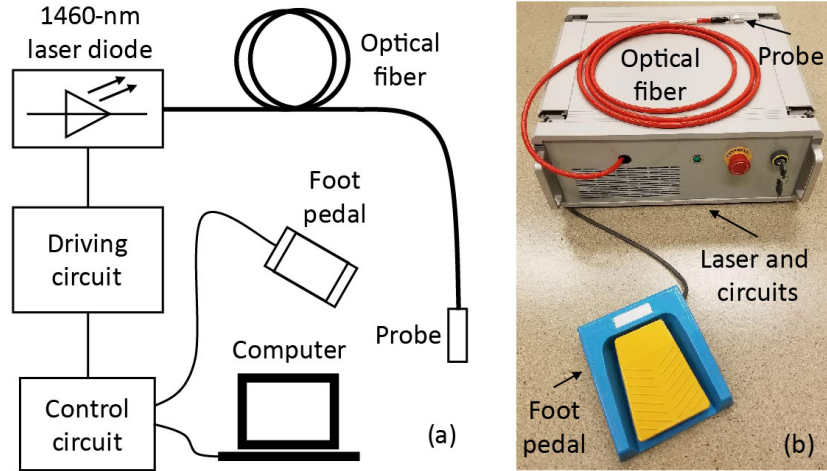 1460-nm
laser diode
Optical
fiber
Foot
pedal
Driving
circuit
Probe
Computer
Control
circuit
(a)
Probe
Optical
fiber
Laser and
circuits
Foot
pedal
(b)